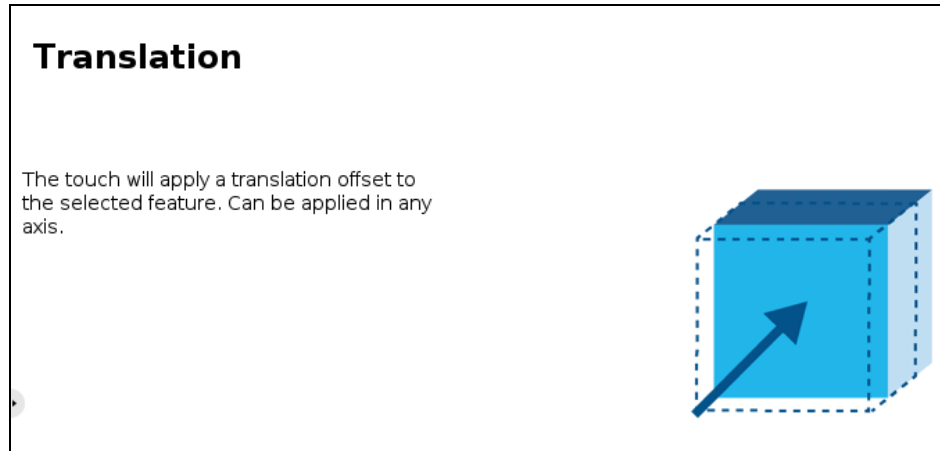 Translation
The touch will apply a translation offset to
the selected feature. Can be applied in any
axis.